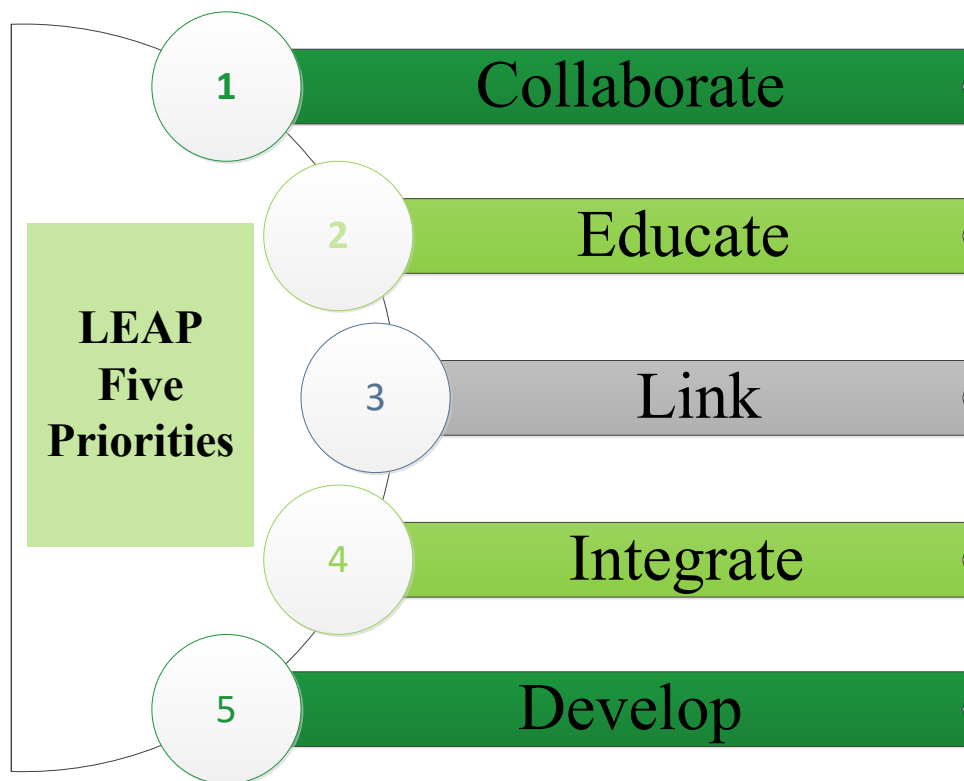 LEAP
Five
Priorities
1
Collaborate
2
Educate
3
Link
4
Integrate
5
Develop